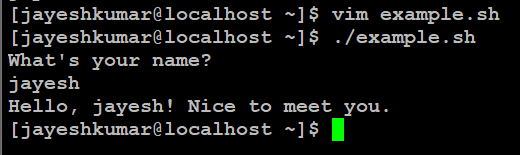 [jayeshkumar@localhost ~]$ vim example.sh
[jayeshkumar@localhost ~]$ ./example.sh
What's your name?
jayesh
Hello, jayesh! Nice to meet you.
[jayeshkumar@localhost ~]$